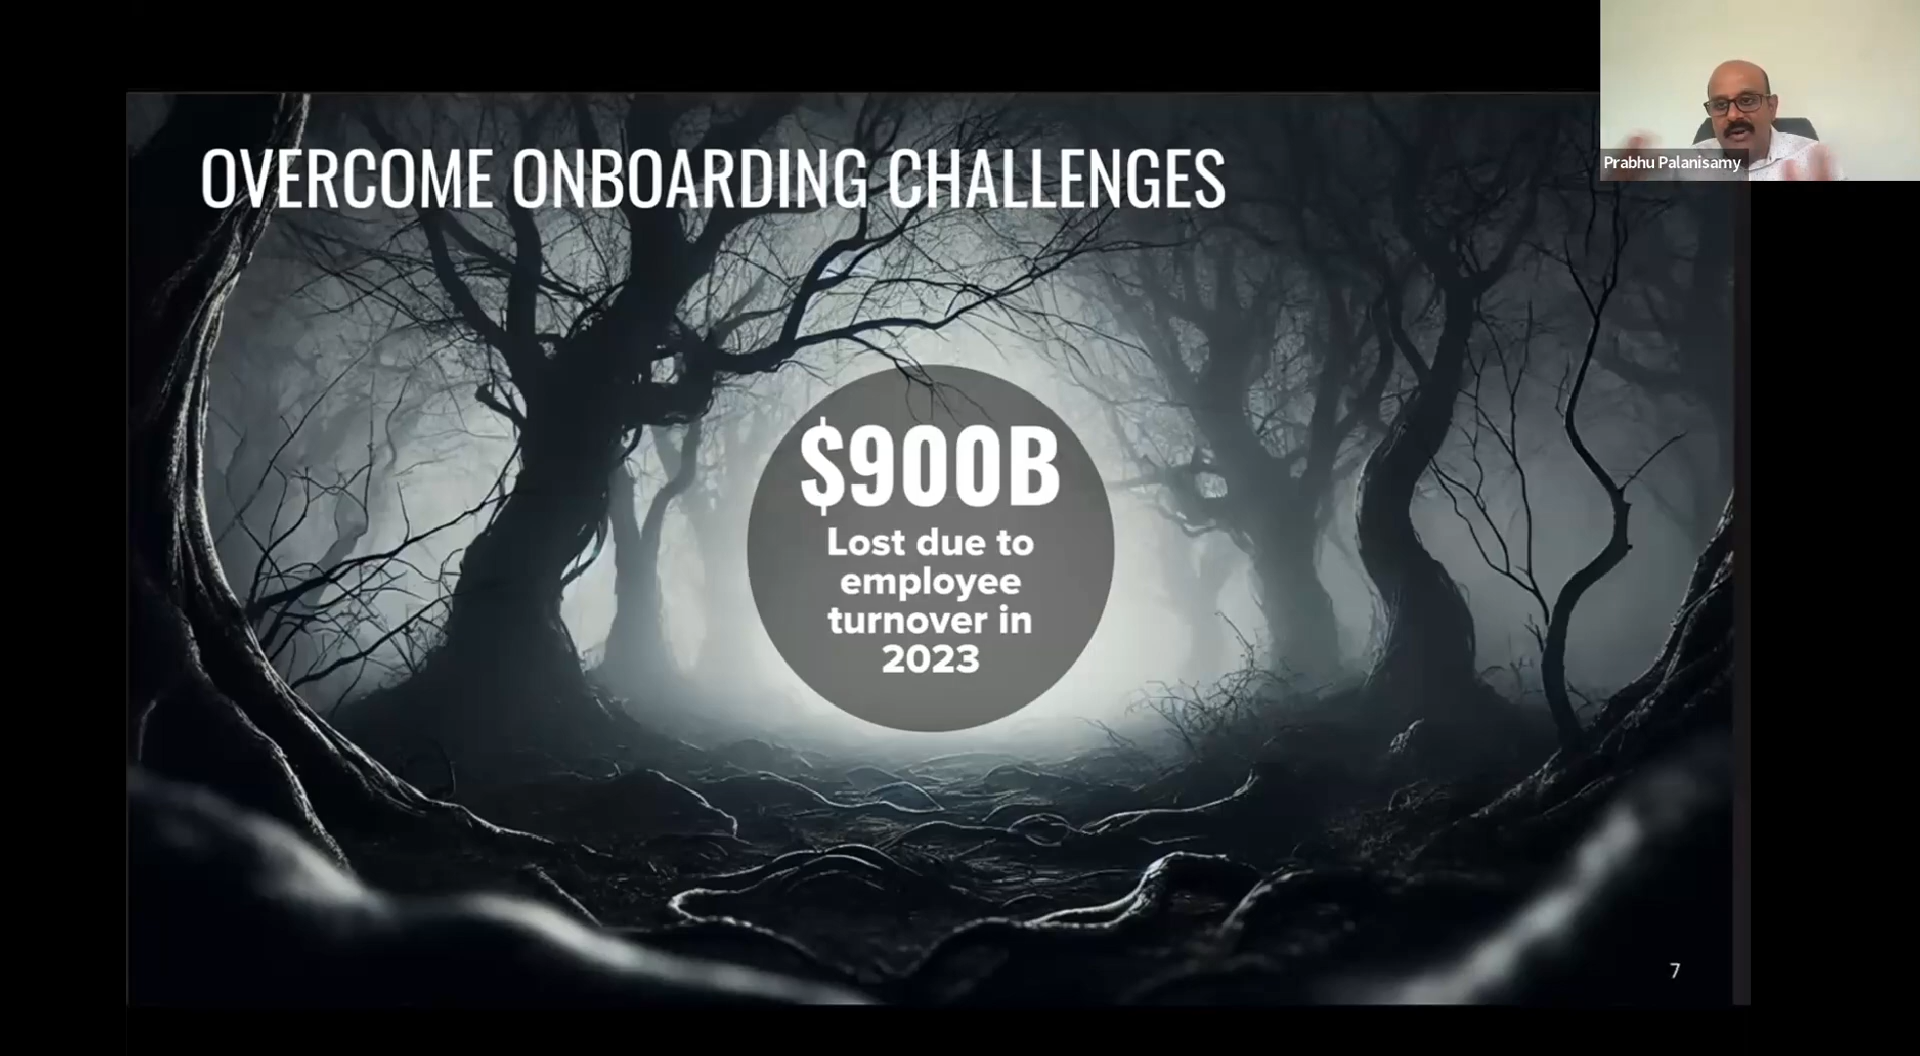 Prabhu Palanisamy
OVERCOME ONBOARDING CHALLENGES
$900B
Lost due to
employee
turnover in
2023
7